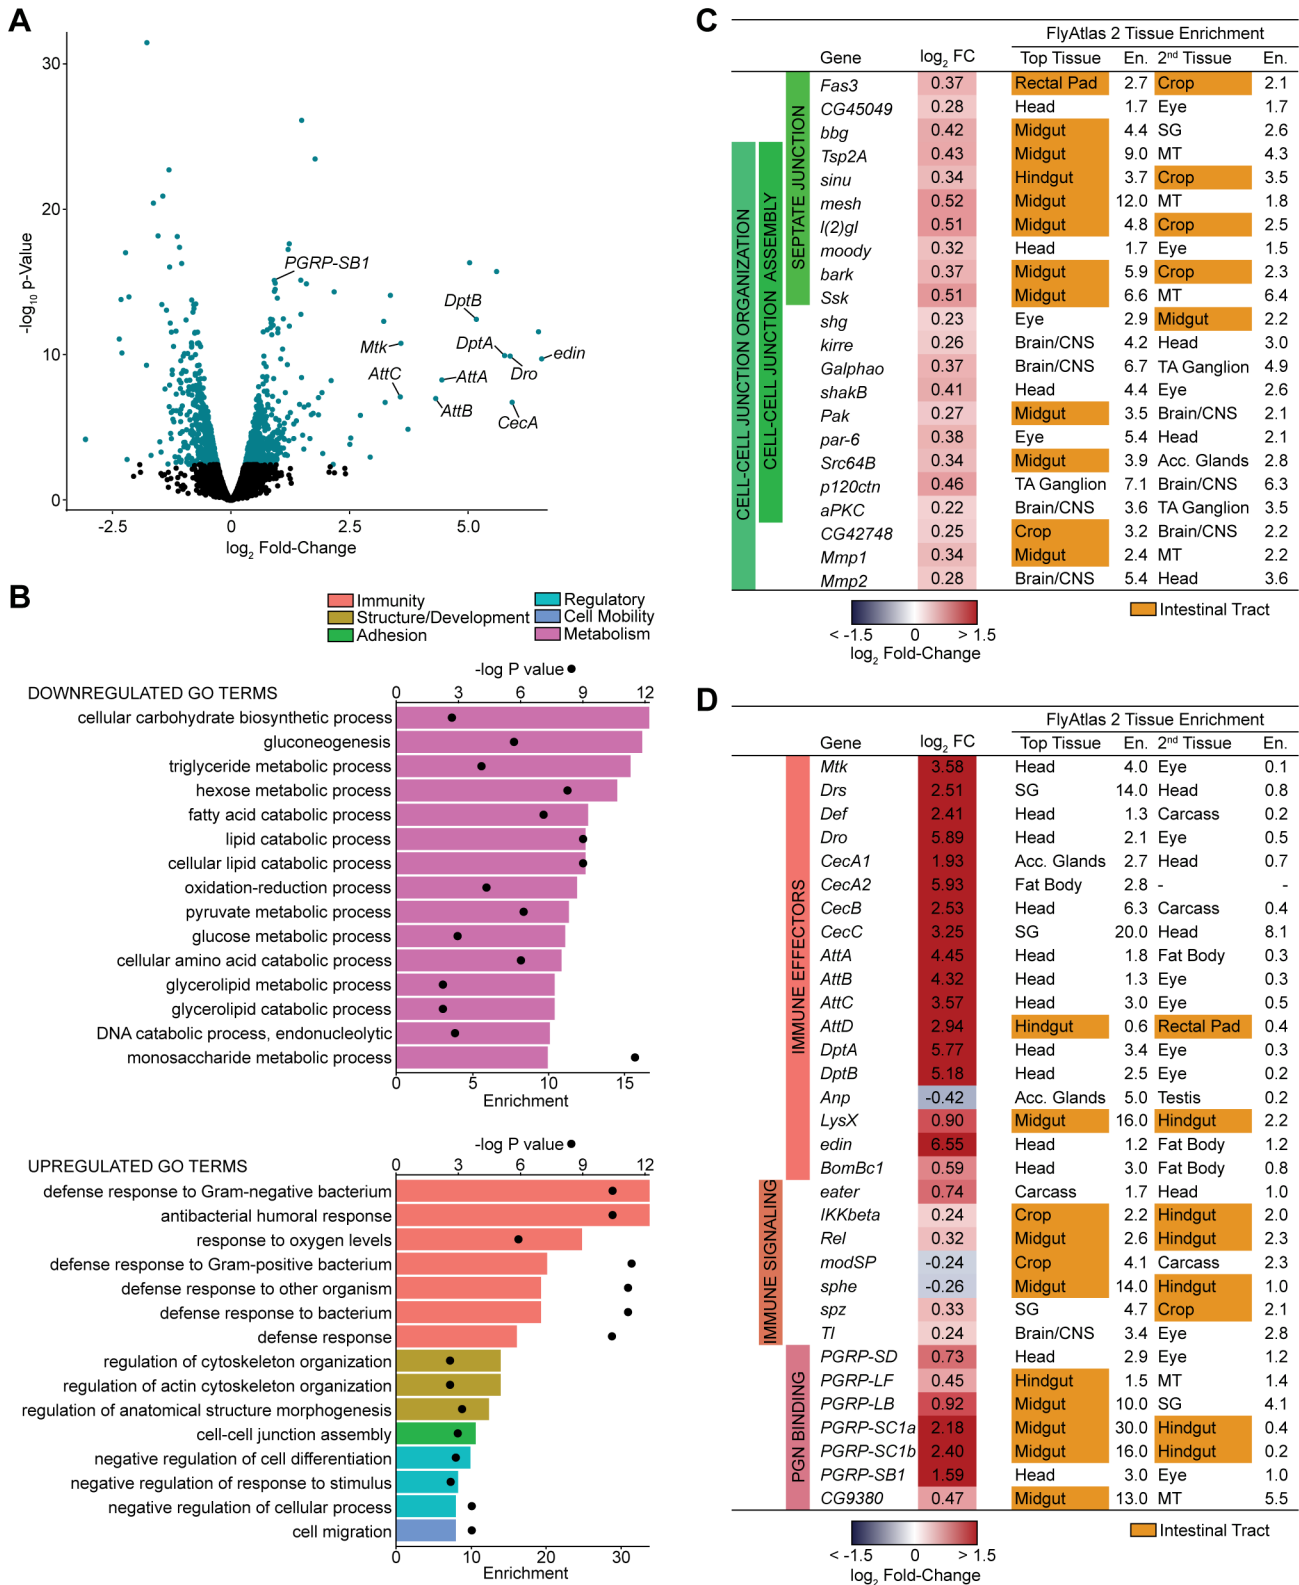 A
30
20
10
0
-log10 p-Value
-2.5 0 2.5 5.0
log2 Fold-Change
PGRP-SB1
DptB
Mtk
DptA
edin
Dro
AttC
AttA
AttB
CecA
B
Immunity
Structure/Development
Adhesion
Regulatory
Cell Mobility
Metabolism
-log P value
DOWNREGULATED GO TERMS
0 3 6 9 12
cellular carbohydrate biosynthetic process
gluconeogenesis
triglyceride metabolic process
hexose metabolic process
fatty acid catabolic process
lipid catabolic process
cellular lipid catabolic process
oxidation-reduction process
pyruvate metabolic process
glucose metabolic process
cellular amino acid catabolic process
glycerolipid metabolic process
glycerolipid catabolic process
DNA catabolic process, endonucleolytic
monosaccharide metabolic process
0 5 10 15
Enrichment
-log P value
UPREGULATED GO TERMS
0 3 6 9 12
defense response to Gram-negative bacterium
antibacterial humoral response
response to oxygen levels
defense response to Gram-positive bacterium
defense response to other organism
defense response to bacterium
defense response
regulation of cytoskeleton organization
regulation of actin cytoskeleton organization
regulation of anatomical structure morphogenesis
cell-cell junction assembly
negative regulation of cell differentiation
negative regulation of response to stimulus
negative regulation of cellular process
cell migration
0 10 20 30
Enrichment
C
FlyAtlas 2 Tissue Enrichment
Gene log2 FC Top Tissue En. 2nd Tissue En.
CELL-CELL JUNCTION ORGANIZATION
CELL-CELL JUNCTION ASSEMBLY
SEPTATE JUNCTION
Fas3 0.37 Rectal Pad 2.7 Crop 2.1
CG45049 0.28 Head 1.7 Eye 1.7
bbg 0.42 Midgut 4.4 SG 2.6
Tsp2A 0.43 Midgut 9.0 MT 4.3
sinu 0.34 Hindgut 3.7 Crop 3.5
mesh 0.52 Midgut 12.0 MT 1.8
l(2)gl 0.51 Midgut 4.8 Crop 2.5
moody 0.32 Head 1.7 Eye 1.5
bark 0.37 Midgut 5.9 Crop 2.3
Ssk 0.51 Midgut 6.6 MT 6.4
shg 0.23 Eye 2.9 Midgut 2.2
kirre 0.26 Brain/CNS 4.2 Head 3.0
Galphao 0.37 Brain/CNS 6.7 TA Ganglion 4.9
shakB 0.41 Head 4.4 Eye 2.6
Pak 0.27 Midgut 3.5 Brain/CNS 2.1
par-6 0.38 Eye 5.4 Head 2.1
Src64B 0.34 Midgut 3.9 Acc. Glands 2.8
p120ctn 0.46 TA Ganglion 7.1 Brain/CNS 6.3
aPKC 0.22 Brain/CNS 3.6 TA Ganglion 3.5
CG42748 0.25 Crop 3.2 Brain/CNS 2.2
Mmp1 0.34 Midgut 2.4 MT 2.2
Mmp2 0.28 Brain/CNS 5.4 Head 3.6
< -1.5 0 > 1.5
log2 Fold-Change
Intestinal Tract
D
FlyAtlas 2 Tissue Enrichment
Gene log2 FC Top Tissue En. 2nd Tissue En.
IMMUNE EFFECTORS
Mtk 3.58 Head 4.0 Eye 0.1
Drs 2.51 SG 14.0 Head 0.8
Def 2.41 Head 1.3 Carcass 0.2
Dro 5.89 Head 2.1 Eye 0.5
CecA1 1.93 Acc. Glands 2.7 Head 0.7
CecA2 5.93 Fat Body 2.8 - -
CecB 2.53 Head 6.3 Carcass 0.4
CecC 3.25 SG 20.0 Head 8.1
AttA 4.45 Head 1.8 Fat Body 0.3
AttB 4.32 Head 1.3 Eye 0.3
AttC 3.57 Head 3.0 Eye 0.5
AttD 2.94 Hindgut 0.6 Rectal Pad 0.4
DptA 5.77 Head 3.4 Eye 0.3
DptB 5.18 Head 2.5 Eye 0.2
Anp -0.42 Acc. Glands 5.0 Testis 0.2
LysX 0.90 Midgut 16.0 Hindgut 2.2
edin 6.55 Head 1.2 Fat Body 1.2
BomBc1 0.59 Head 3.0 Fat Body 0.8
IMMUNE SIGNALING
eater 0.74 Carcass 1.7 Head 1.0
IKKbeta 0.24 Crop 2.2 Hindgut 2.0
Rel 0.32 Midgut 2.6 Hindgut 2.3
modSP -0.24 Crop 4.1 Carcass 2.3
sphe -0.26 Midgut 14.0 Hindgut 1.0
spz 0.33 SG 4.7 Crop 2.1
Tl 0.24 Brain/CNS 3.4 Eye 2.8
PGN BINDING
PGRP-SD 0.73 Head 2.9 Eye 1.2
PGRP-LF 0.45 Hindgut 1.5 MT 1.4
PGRP-LB 0.92 Midgut 10.0 SG 4.1
PGRP-SC1a 2.18 Midgut 30.0 Hindgut 0.4
PGRP-SC1b 2.40 Midgut 16.0 Hindgut 0.2
PGRP-SB1 1.59 Head 3.0 Eye 1.0
CG9380 0.47 Midgut 13.0 MT 5.5
< -1.5 0 > 1.5
log2 Fold-Change
Intestinal Tract